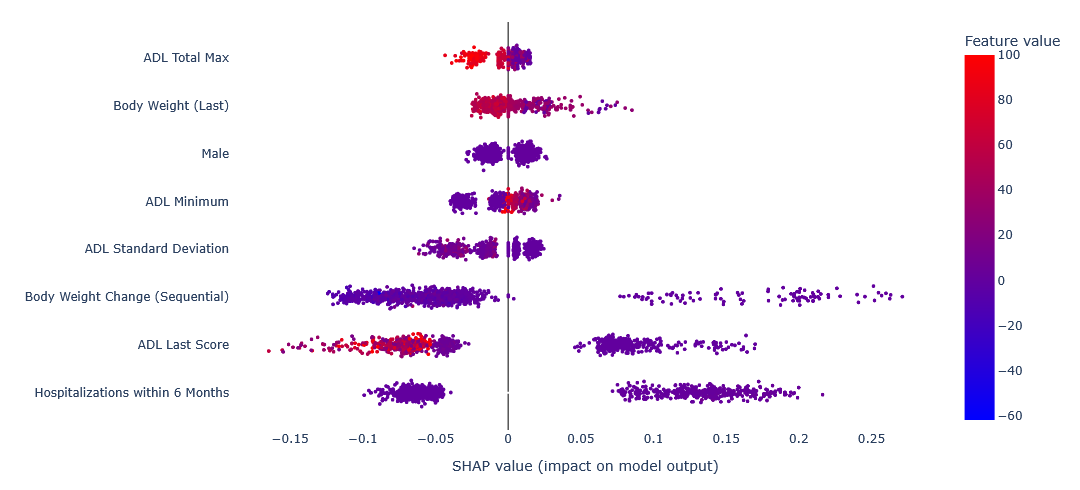 Feature value
ADL Total Max
Body Weight (Last)
Male
ADL Minimum
ADL Standard Deviation
Body Weight Change (Sequential)
ADL Last Score
Hospitalizations within 6 Months
100
80
60
40
20
0
−20
−40
−60
−0.15
−0.1
−0.05
0
0.05
0.1
0.15
0.2
0.25
SHAP value (impact on model output)